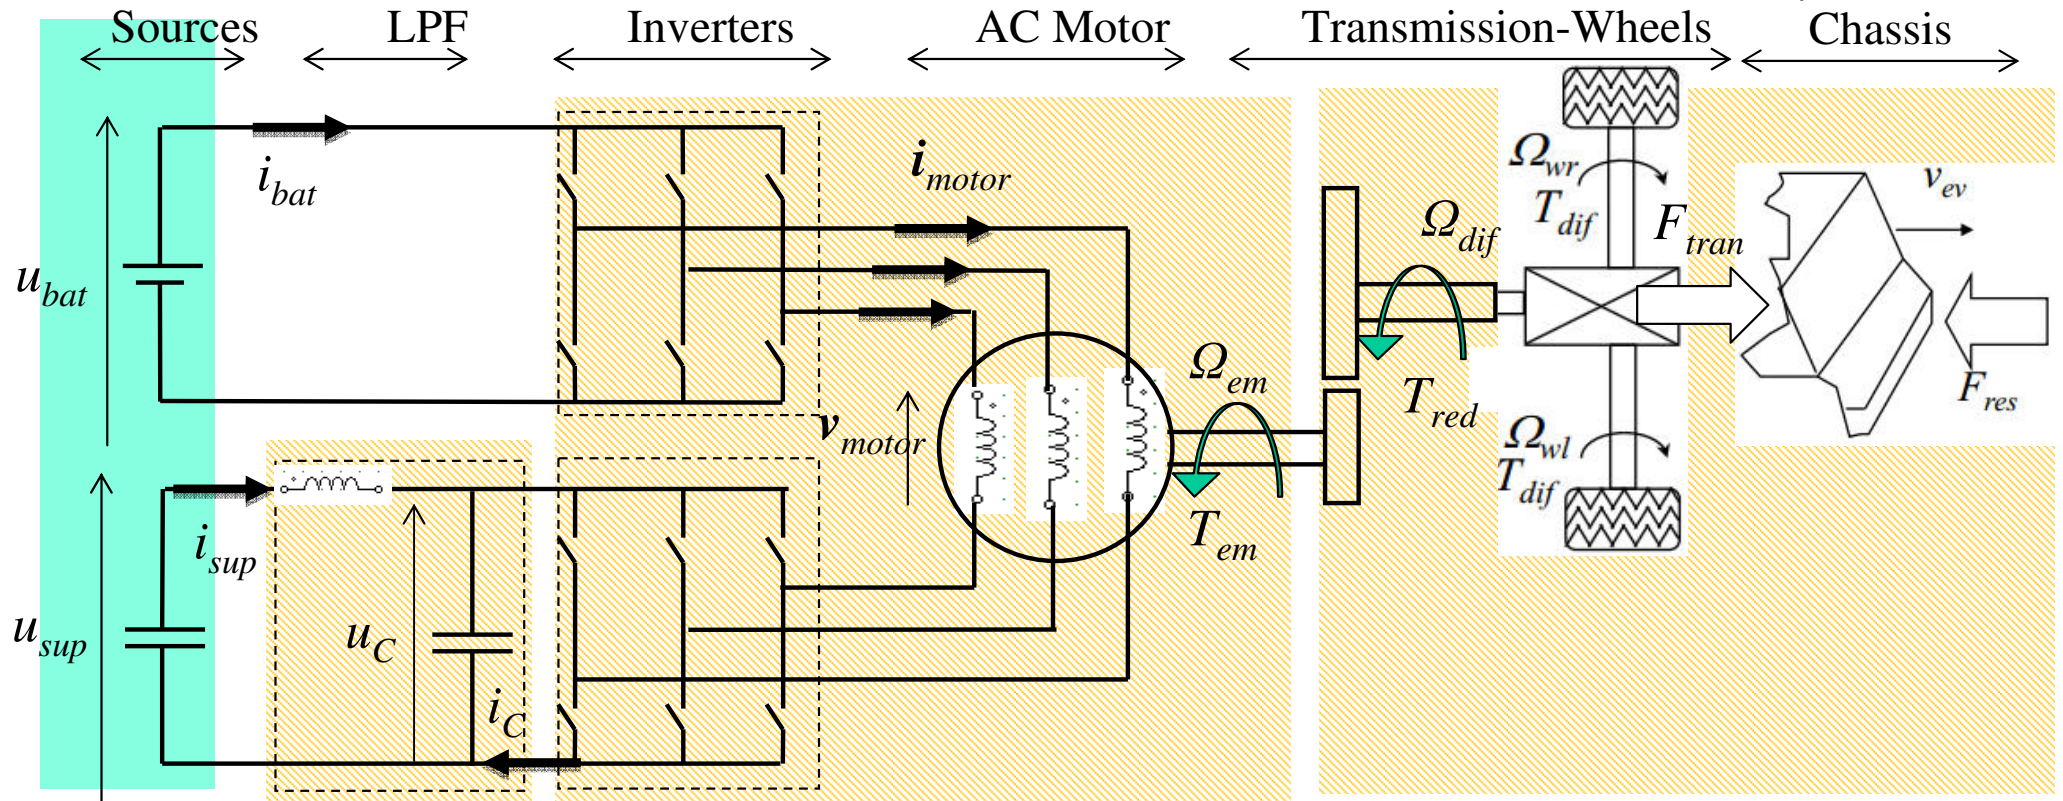 Sources LPF Inverters AC Motor Transmission-Wheels Chassis
i_bat
i_motor
Ω_wr
T_dif
v_ev
Ω_dif
F_tran
u_bat
Ω_em
T_red
F_res
v_motor
Ω_wl
T_dif
i_sup
T_em
u_sup
u_C
i_C